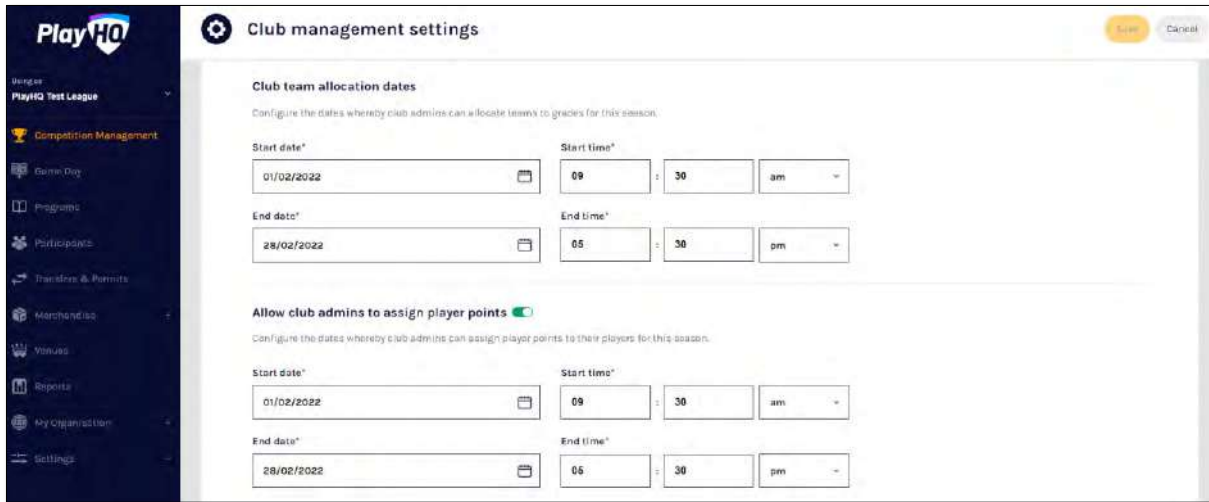 PlayHQ
Club management settings
Save
Cancel
Using as
PlayHQ Test League
Competition Management
Game Day
Programs
Participants
Transfers & Permits
Merchandise
Venues
Reports
My Organisation
Settings
Club team allocation dates
Configure the dates whereby club admins can allocate teams to grades for this season.
Start date* Start time*
01/02/2022 09 : 30 am
End date* End time*
28/02/2022 05 : 30 pm
Allow club admins to assign player points
Configure the dates whereby club admins can assign player points to their players for this season.
Start date* Start time*
01/02/2022 09 : 30 am
End date* End time*
28/02/2022 05 : 30 pm